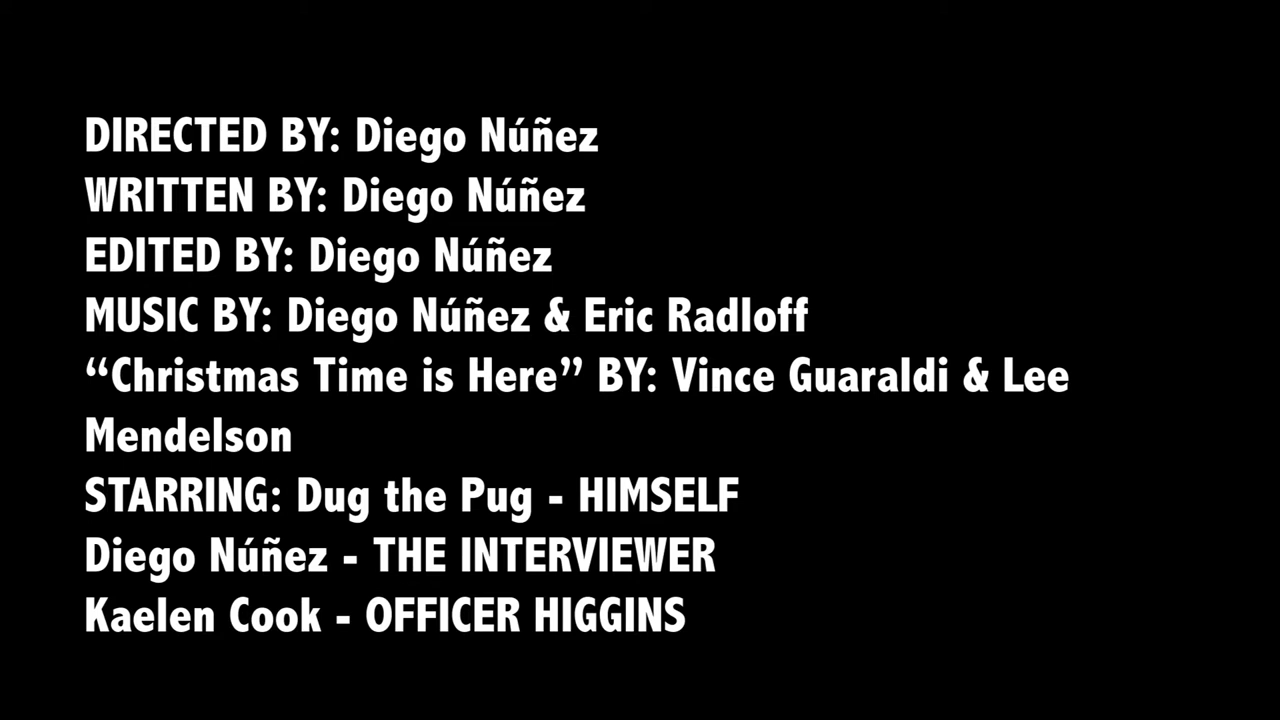 DIRECTED BY: Diego Núñez
WRITTEN BY: Diego Núñez
EDITED BY: Diego Núñez
MUSIC BY: Diego Núñez & Eric Radloff
“Christmas Time is Here” BY: Vince Guaraldi & Lee
Mendelson
STARRING: Dug the Pug - HIMSELF
Diego Núñez - THE INTERVIEWER
Kaelen Cook - OFFICER HIGGINS